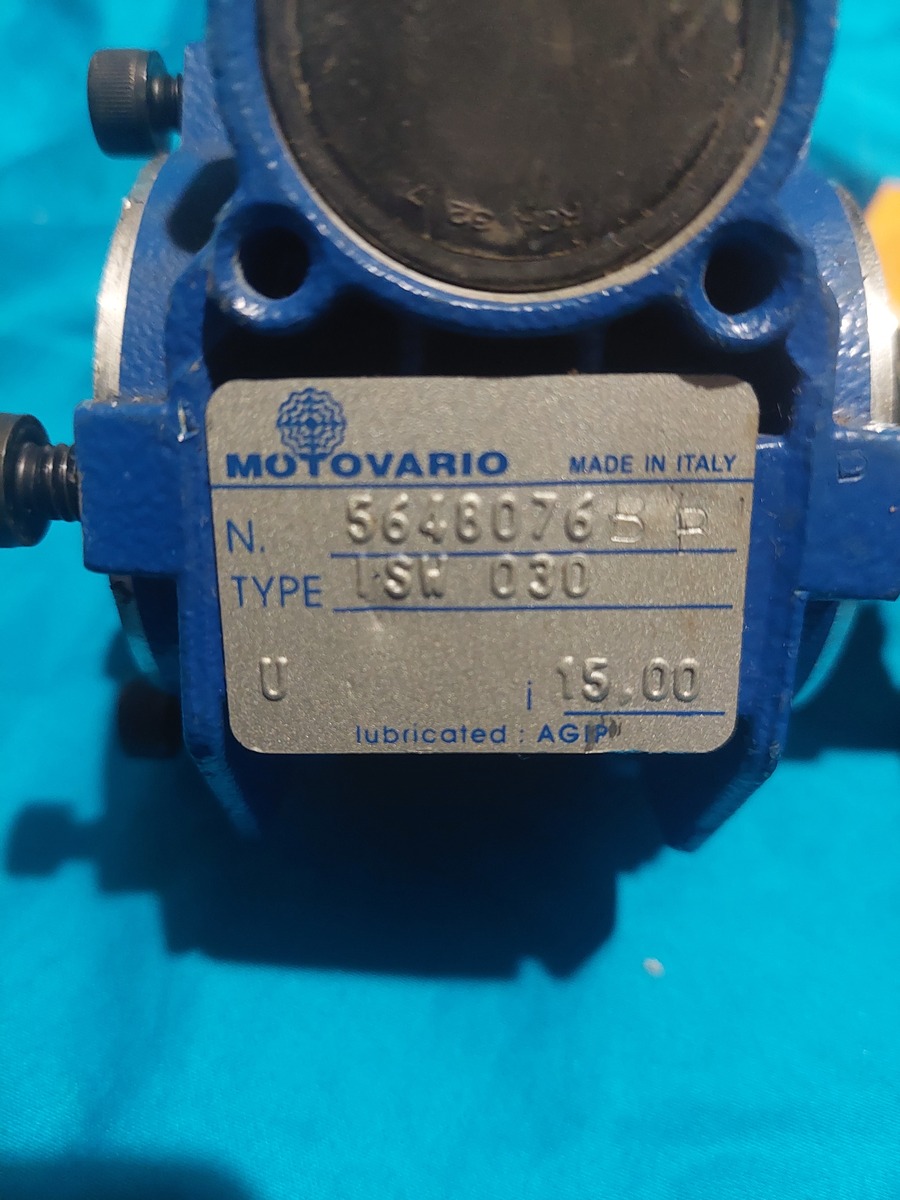 MOTOVARIO MADE IN ITALY
N. 5648076
TYPE SW 030
U i 15.00
lubricated : AGIP